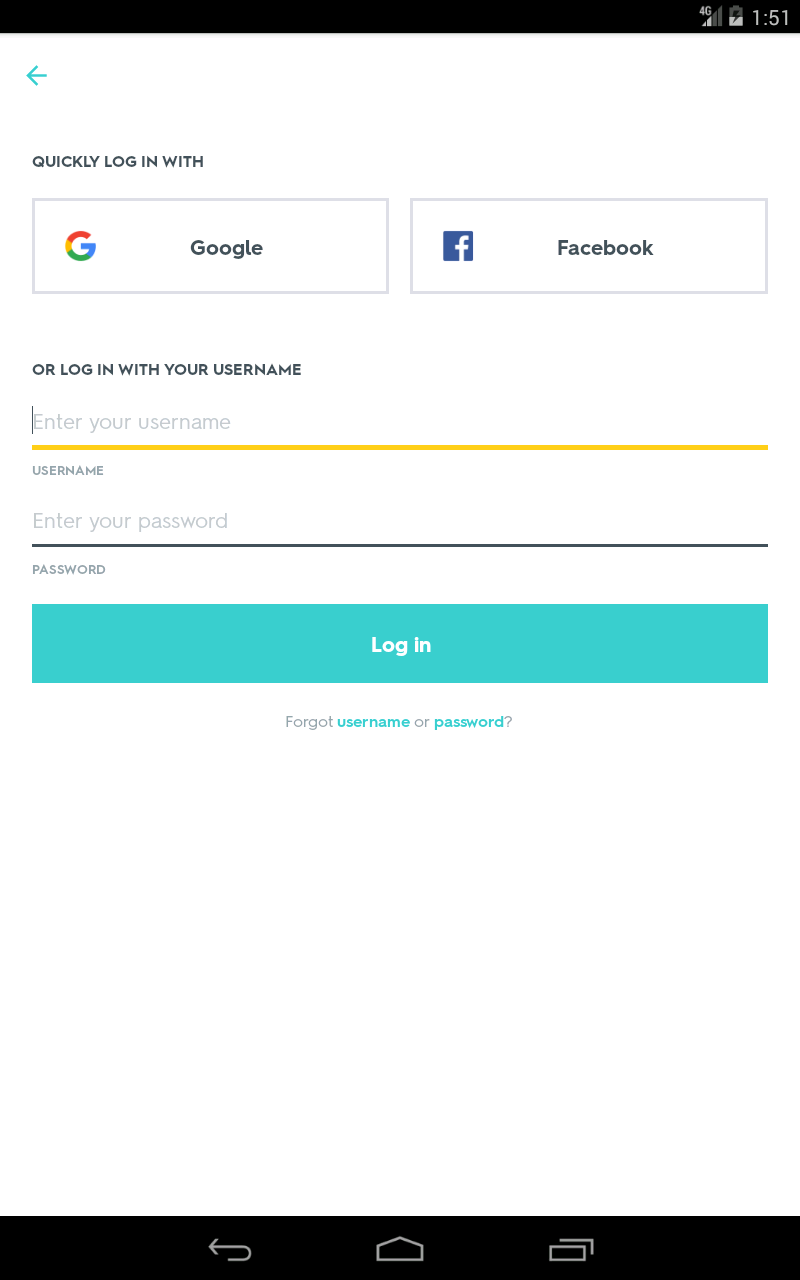 4G 1:51
QUICKLY LOG IN WITH
Google Facebook
OR LOG IN WITH YOUR USERNAME
Enter your username
USERNAME
Enter your password
PASSWORD
Log in
Forgot username or password?